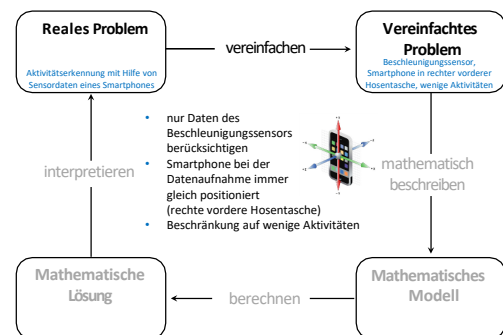 Reales Problem
Aktivitätserkennung mit Hilfe von
Sensordaten eines Smartphones
vereinfachen
Vereinfachtes
Problem
Beschleunigungssensor,
Smartphone in rechter vorderer
Hosentasche, wenige Aktivitäten
• nur Daten des
Beschleunigungssensors
berücksichtigen
• Smartphone bei der
Datenaufnahme immer
gleich positioniert
(rechte vordere Hosentasche)
• Beschränkung auf wenige Aktivitäten
interpretieren
mathematisch
beschreiben
Mathematische
Lösung
berechnen
Mathematisches
Modell